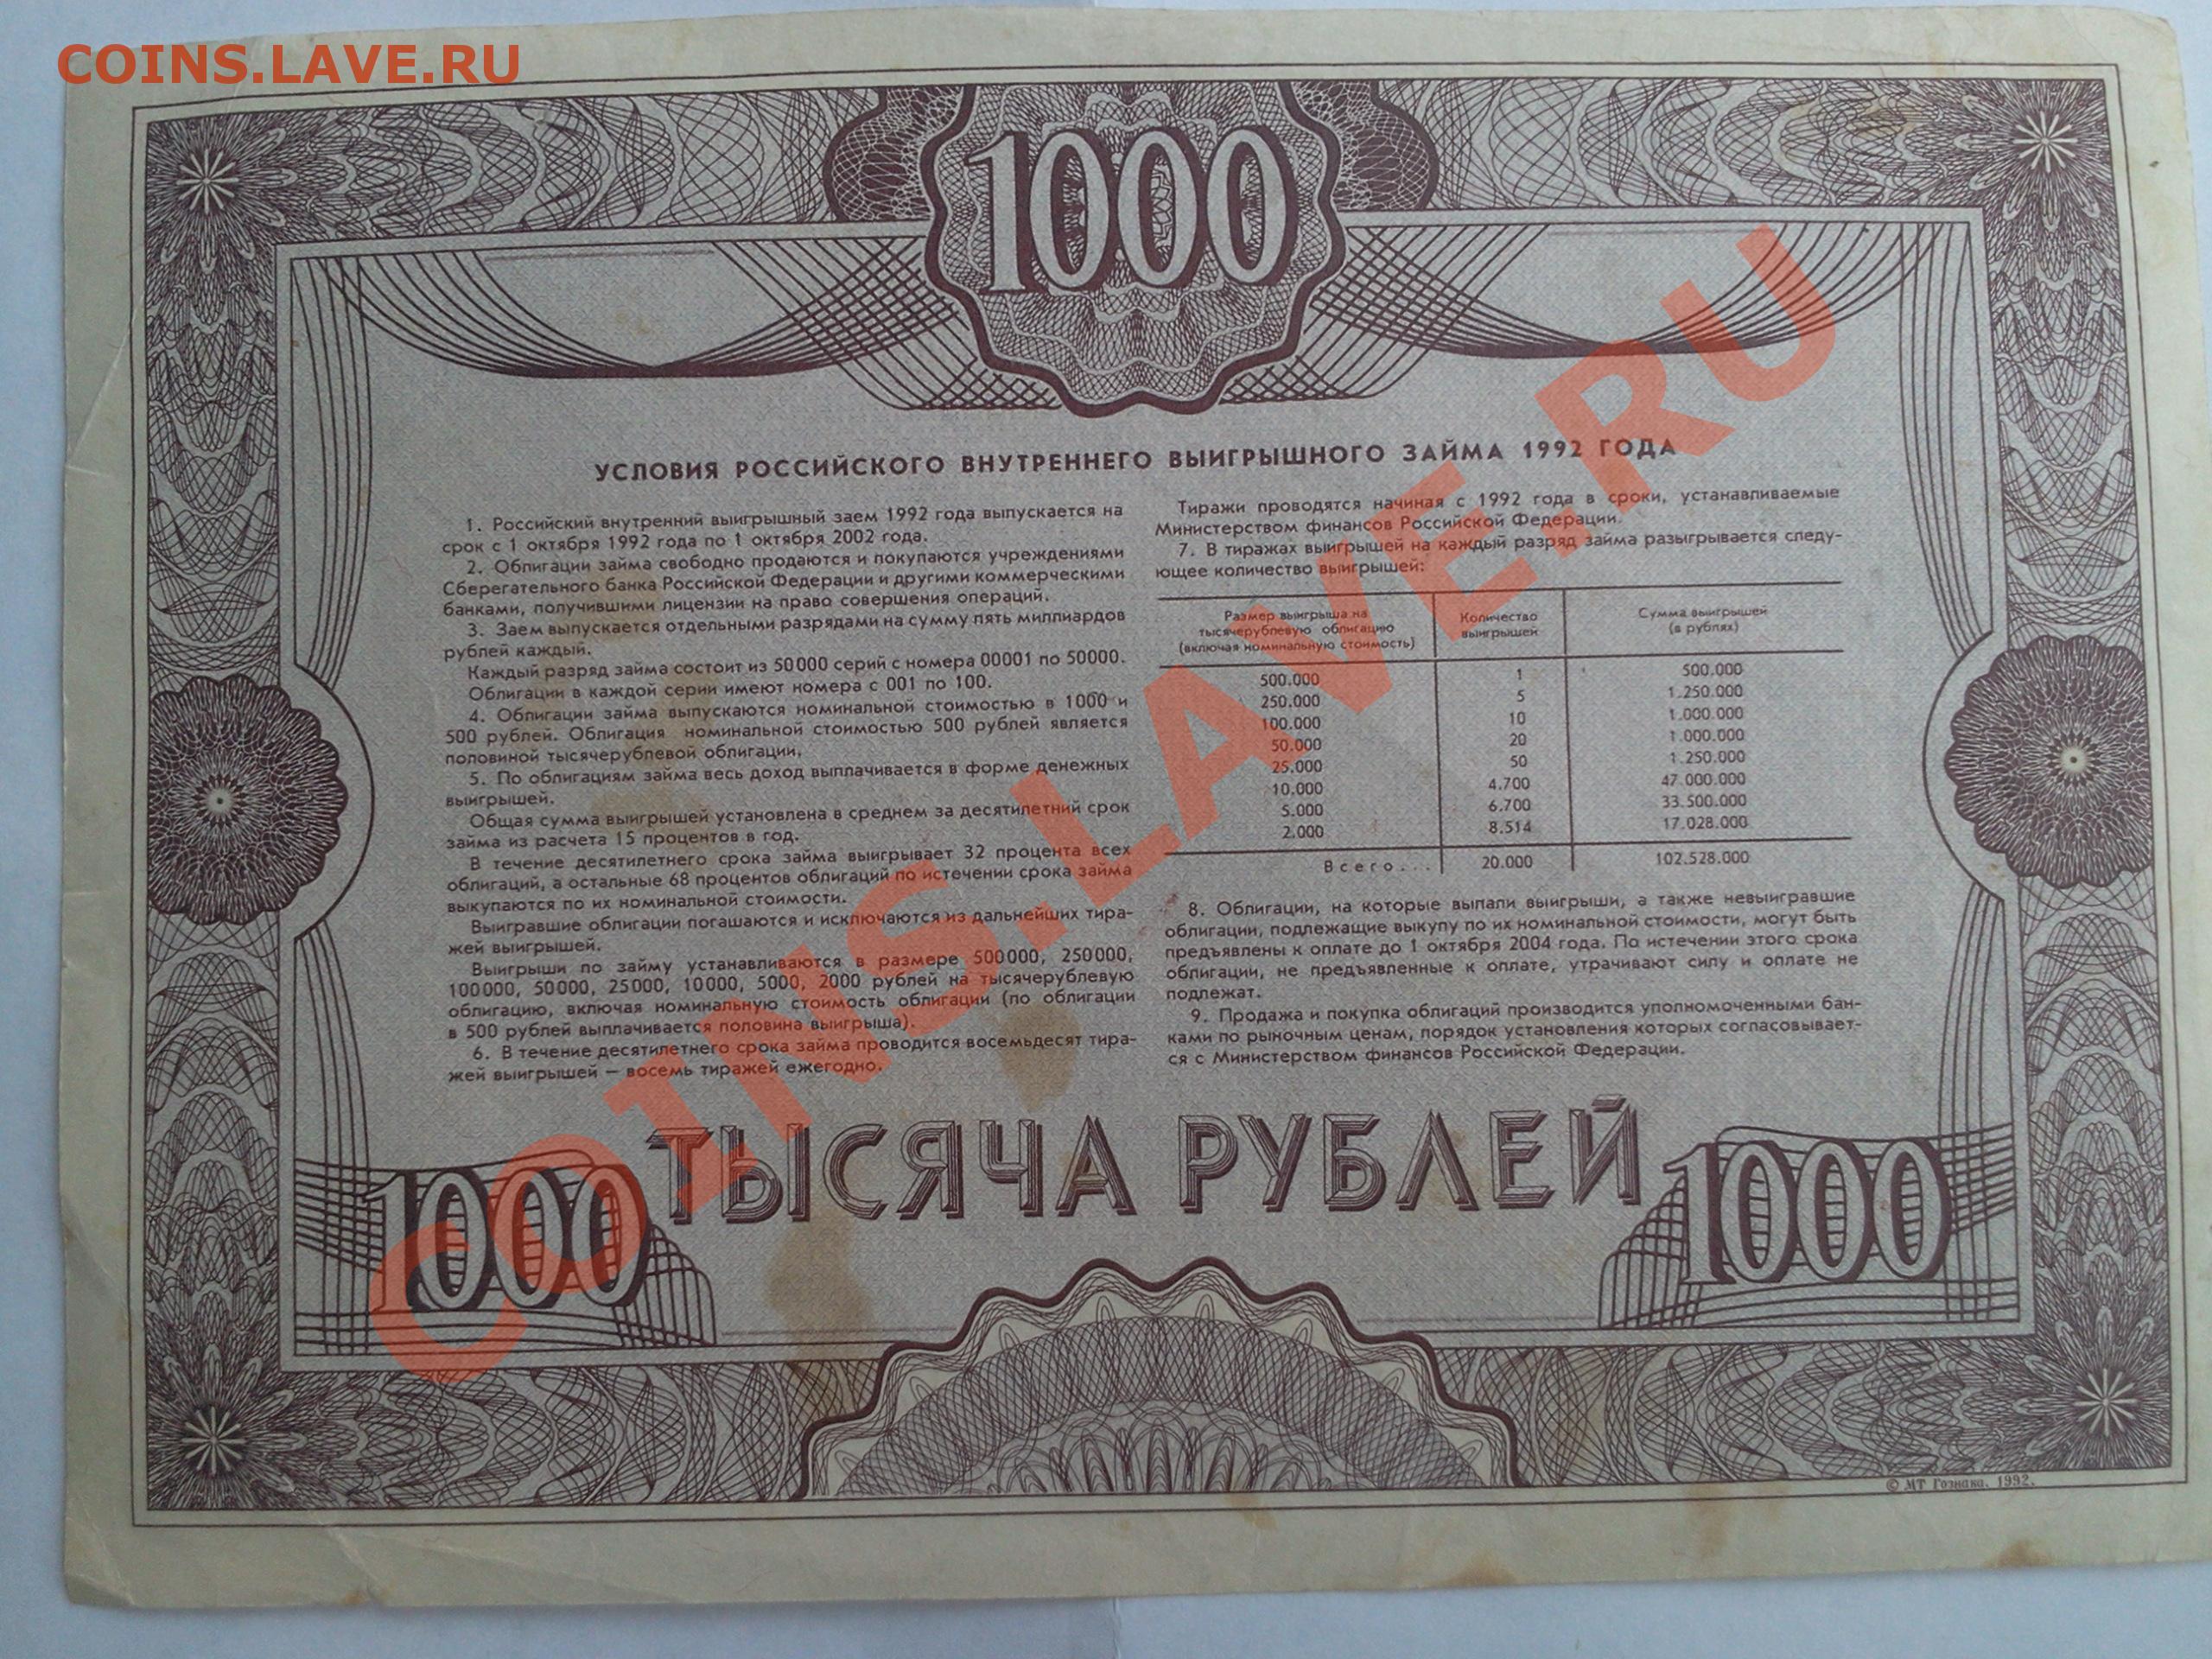 COINS.LAVE.RU
1000
УСЛОВИЯ РОССИЙСКОГО ВНУТРЕННЕГО ВЫИГРЫШНОГО ЗАЙМА 1992 ГОДА
1. Российский внутренний выигрышный заем 1992 года выпускается на
срок с 1 октября 1992 года по 1 октября 2002 года.
2. Облигации займа свободно продаются и покупаются учреждениями
Сберегательного банка Российской Федерации и другими коммерческими
банками, получившими лицензии на право совершения операций.
3. Заем выпускается отдельными разрядами на сумму пять миллиардов
рублей каждый.
Каждый разряд займа состоит из 50000 серий с номера 00001 по 50000.
Облигации в каждой серии имеют номера с 001 по 100.
4. Облигации займа выпускаются номинальной стоимостью в 1000 и
500 рублей. Облигация номинальной стоимостью 500 рублей является
половиной тысячерублевой облигации.
5. По облигациям займа весь доход выплачивается в форме денежных
выигрышей.
Общая сумма выигрышей установлена в среднем за десятилетний срок
займа из расчета 15 процентов в год.
В течение десятилетнего срока займа выигрывает 32 процента всех
облигаций, а остальные 68 процентов облигаций по истечении срока займа
выкупаются по их номинальной стоимости.
Выигравшие облигации погашаются и исключаются из дальнейших тира-
жей выигрышей.
Выигрыши по займу устанавливаются в размере 500000, 250000,
100000, 50000, 25000, 10000, 5000, 2000 рублей на тысячерублевую
облигацию, включая номинальную стоимость облигации (по облигации
в 500 рублей выплачивается половина выигрыша).
6. В течение десятилетнего срока займа проводится восемьдесят тира-
жей выигрышей — восемь тиражей ежегодно.
Тиражи проводятся начиная с 1992 года в сроки, устанавливаемые
Министерством финансов Российской Федерации.
7. В тиражах выигрышей на каждый разряд займа разыгрывается следу-
ющее количество выигрышей:
Размер выигрыша на тысячерублевую облигацию (включая номинальную стоимость) Количество выигрышей Сумма выигрышей (в рублях)
500.000 1 500.000
250.000 5 1.250.000
100.000 10 1.000.000
50.000 20 1.000.000
25.000 50 1.250.000
10.000 4.700 47.000.000
5.000 6.700 33.500.000
2.000 8.514 17.028.000
Всего... 20.000 102.528.000
8. Облигации, на которые выпали выигрыши, а также невыигравшие
облигации, подлежащие выкупу по их номинальной стоимости, могут быть
предъявлены к оплате до 1 октября 2004 года. По истечении этого срока
облигации, не предъявленные к оплате, утрачивают силу и оплате не
подлежат.
9. Продажа и покупка облигаций производится уполномоченными бан-
ками по рыночным ценам, порядок установления которых согласовывает-
ся с Министерством финансов Российской Федерации.
ТЫСЯЧА РУБЛЕЙ
1000
1000
© МТ Гознака. 1992.
COINS.LAVE.RU